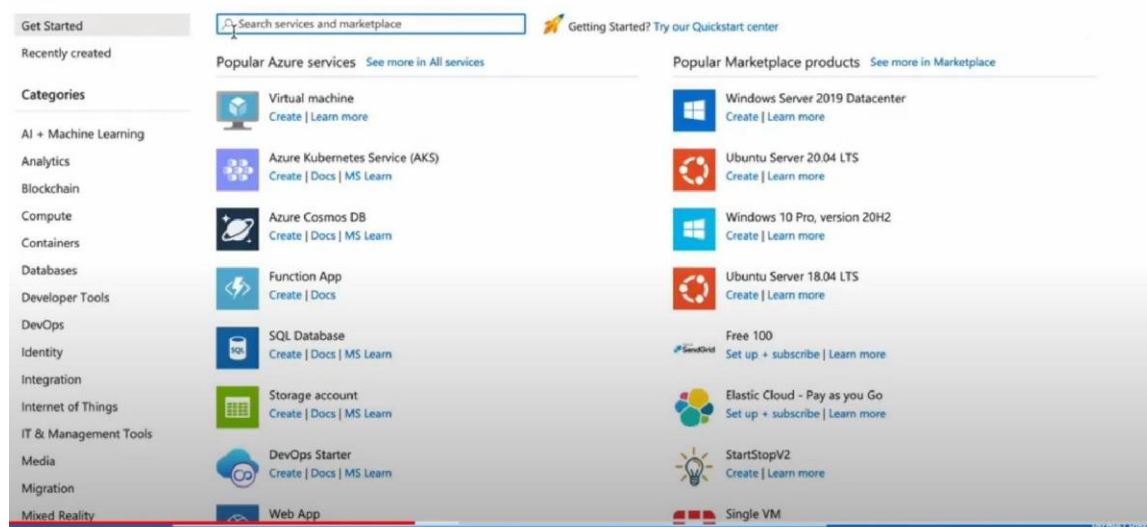 Get Started
Recently created
Categories
AI + Machine Learning
Analytics
Blockchain
Compute
Containers
Databases
Developer Tools
DevOps
Identity
Integration
Internet of Things
IT & Management Tools
Media
Migration
Mixed Reality
Search services and marketplace
Getting Started? Try our Quickstart center
Popular Azure services See more in All services
Virtual machine
Create | Learn more
Azure Kubernetes Service (AKS)
Create | Docs | MS Learn
Azure Cosmos DB
Create | Docs | MS Learn
Function App
Create | Docs
SQL
SQL Database
Create | Docs | MS Learn
Storage account
Create | Docs | MS Learn
DevOps Starter
Create | Docs | MS Learn
Web App
Popular Marketplace products See more in Marketplace
Windows Server 2019 Datacenter
Create | Learn more
Ubuntu Server 20.04 LTS
Create | Learn more
Windows 10 Pro, version 20H2
Create | Learn more
Ubuntu Server 18.04 LTS
Create | Learn more
SendGrid
Free 100
Set up + subscribe | Learn more
Elastic Cloud - Pay as you Go
Set up + subscribe | Learn more
StartStopV2
Create | Learn more
Single VM